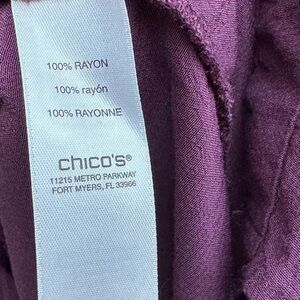 100% RAYON
100% rayón
100% RAYONNE
chico's®
11215 METRO PARKWAY
FORT MYERS, FL 33966